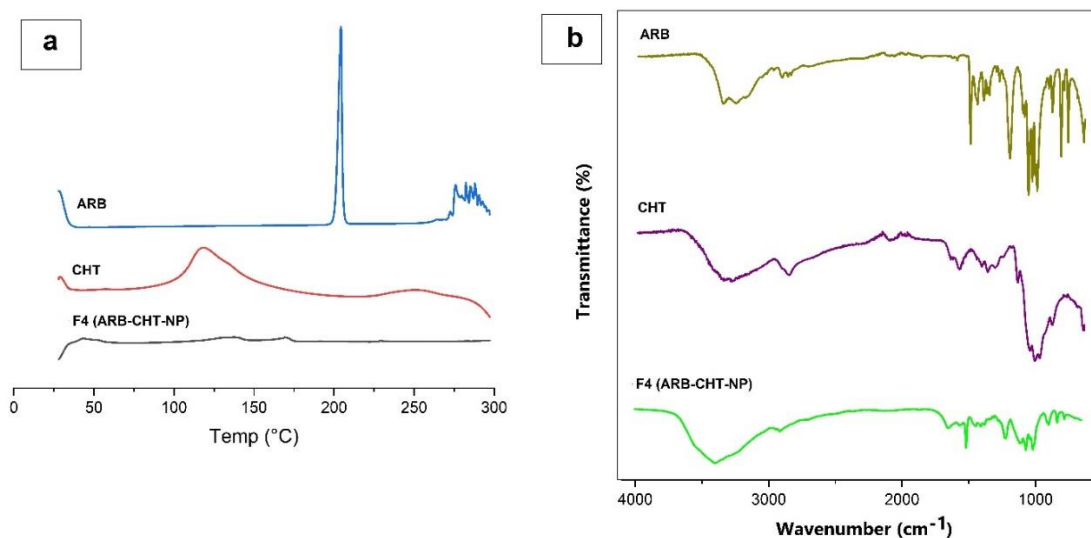 a
ARB
CHT
F4 (ARB-CHT-NP)
0 50 100 150 200 250 300
Temp (°C)
b
ARB
CHT
F4 (ARB-CHT-NP)
Transmittance (%)
4000 3000 2000 1000
Wavenumber (cm⁻¹)